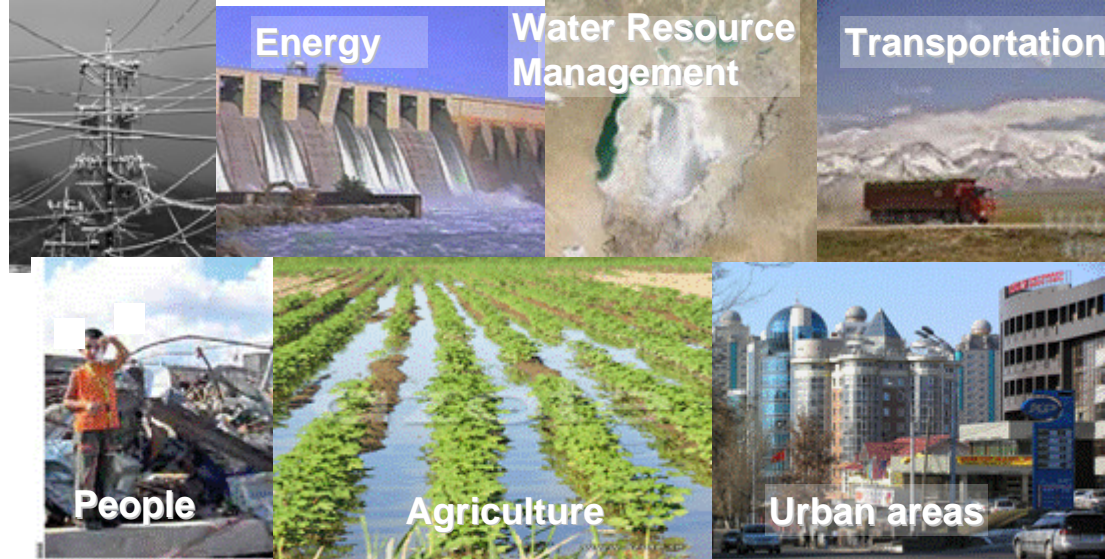 Energy
Water Resource
Management
Transportation
People
Agriculture
Urban areas